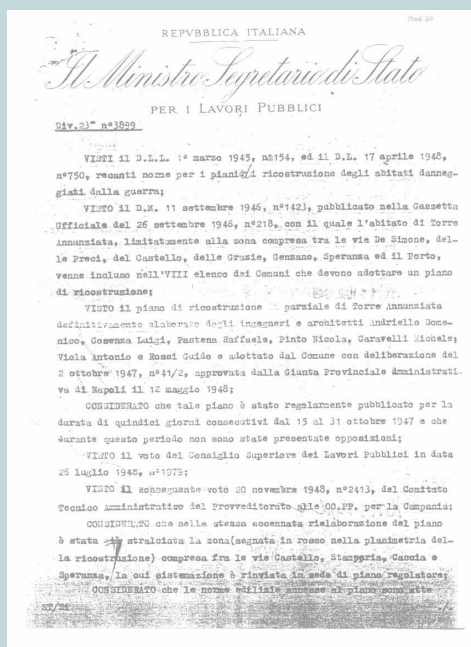 Mod. 20
REPVBBLICA ITALIANA
Il Ministro Segretario di Stato
PER I LAVORI PUBBLICI
Div.23ª n°3899
VISTI il D.L.L. 1° marzo 1945, n&154, ed il D.L. 17 aprile 1948,
n°750, recanti norme per i piani di ricostruzione degli abitati danneg-
giati dalla guerra;
VISTO il D.M. 11 settembre 1946, n°1423, pubblicato nella Gazzetta
Ufficiale del 26 settembre 1946, n°218, con il quale l'abitato di Torre
Annunziata, limitatamente alla zona compresa tra le vie De Simone, del-
le Preci, del Castello, delle Grazie, Genzano, Speranza ed il Porto,
venne incluso nell'VIII elenco dei Comuni che devono adottare un piano
di ricostruzione;
VISTO il piano di ricostruzione parziale di Torre Annunziata
definitivamente elaborato degli ingegneri e architetti Andriello Dome-
nico, Cosenza Luigi, Pastena Raffaele, Pinto Nicola, Caravelli Michele;
Viola Antonio e Rossi Guido e adottato dal Comune con deliberazione del
2 ottobre 1947, n°41/2, approvata dalla Giunta Provinciale Amministrati-
va di Napoli il 12 maggio 1948;
CONSIDERATO che tale piano è stato regolarmente pubblicato per la
durata di quindici giorni consecutivi dal 15 al 31 ottobre 1947 e che
durante questo periodo non sono state presentate opposizioni;
VISTO il voto del Consiglio Superiore dei Lavori Pubblici in data
26 luglio 1948, n°1979;
VISTO il conseguente voto 20 novembre 1948, n°2413, del Comitato
Tecnico Amministrativo del Provveditorato alle OO.PP. per la Campania;
CONSIDERATO che nella stessa accennata rielaborazione del piano
è stata stralciata la zona(segnata in rosso nella planimetria del-
la ricostruzione) compresa fra le vie Castello, Stamparia, Caccia e
Speranza, la cui sistemazione è rinviata in sede di piano regolatore;
CONSIDERATO che le norme edilizie annesse al piano sono atte
./.